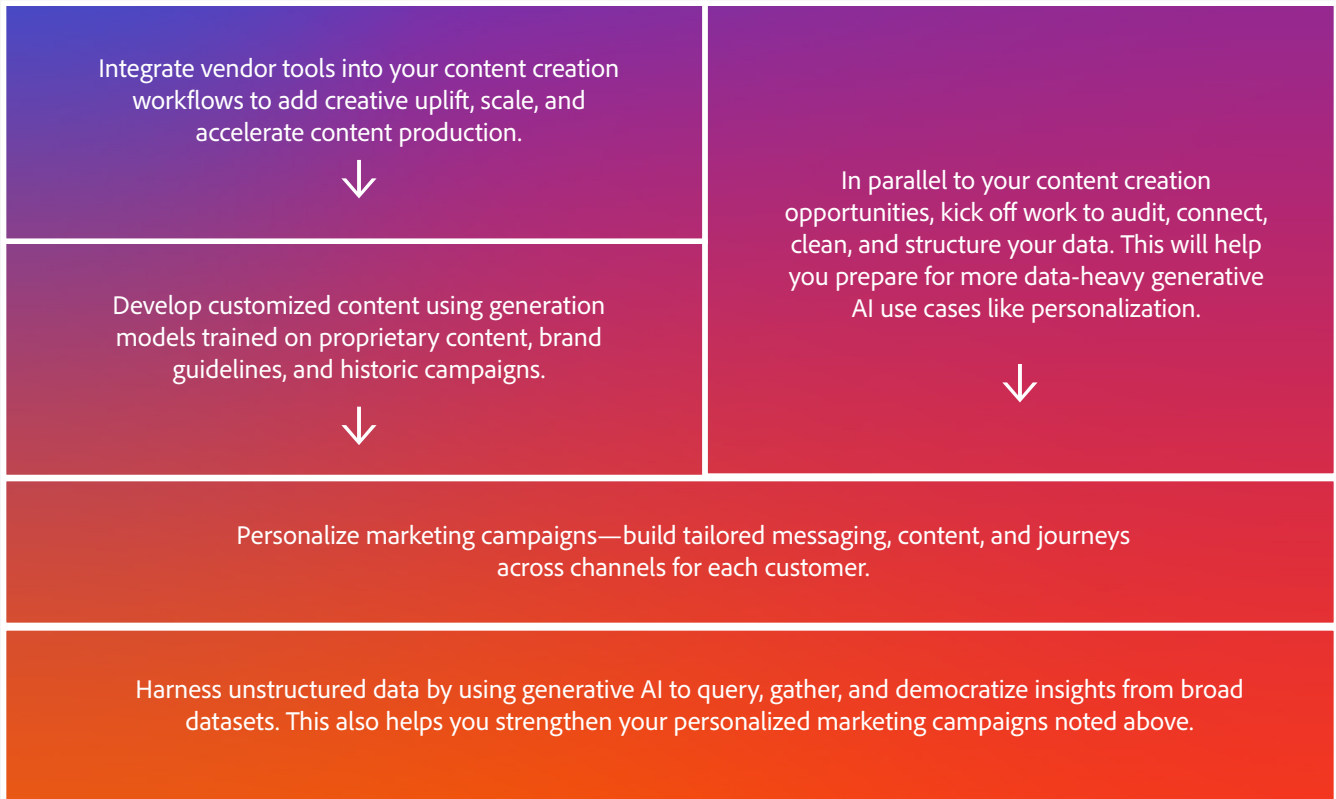 Integrate vendor tools into your content creation
workflows to add creative uplift, scale, and
accelerate content production.
Develop customized content using generation
models trained on proprietary content, brand
guidelines, and historic campaigns.
In parallel to your content creation
opportunities, kick off work to audit, connect,
clean, and structure your data. This will help
you prepare for more data-heavy generative
AI use cases like personalization.
Personalize marketing campaigns—build tailored messaging, content, and journeys
across channels for each customer.
Harness unstructured data by using generative AI to query, gather, and democratize insights from broad
datasets. This also helps you strengthen your personalized marketing campaigns noted above.